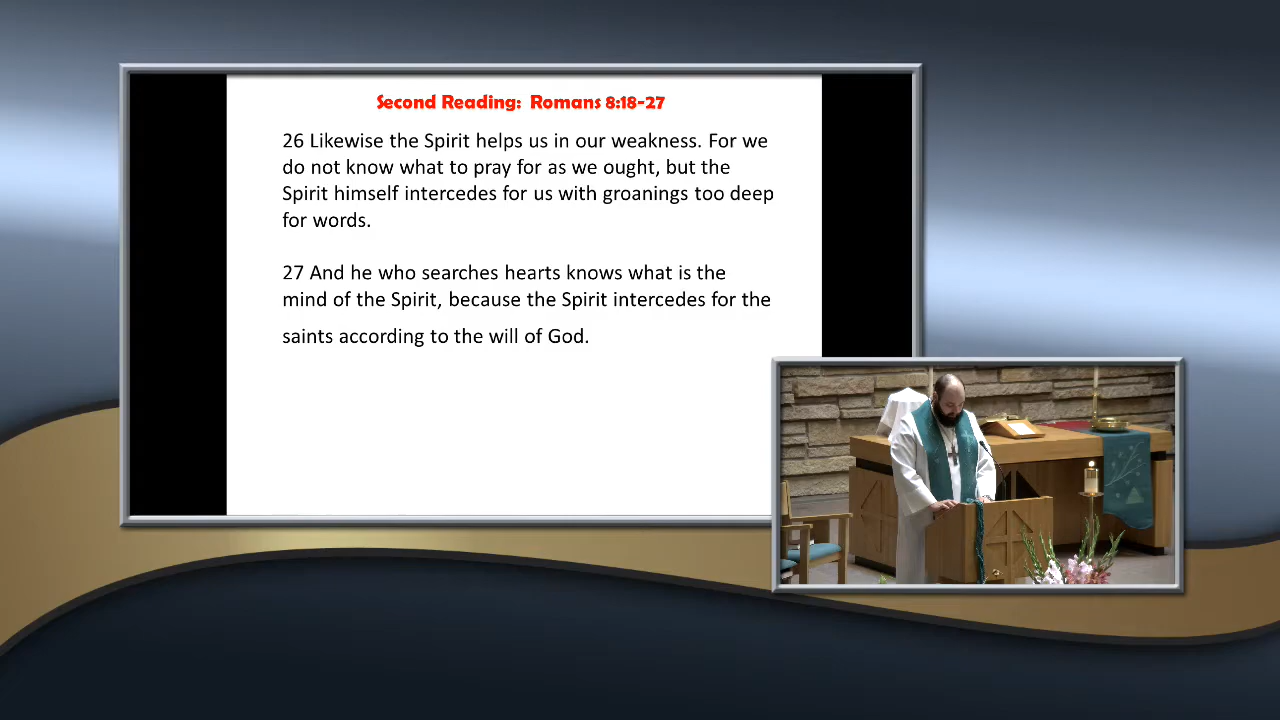 Second Reading: Romans 8:18-27
26 Likewise the Spirit helps us in our weakness. For we
do not know what to pray for as we ought, but the
Spirit himself intercedes for us with groanings too deep
for words.
27 And he who searches hearts knows what is the
mind of the Spirit, because the Spirit intercedes for the
saints according to the will of God.